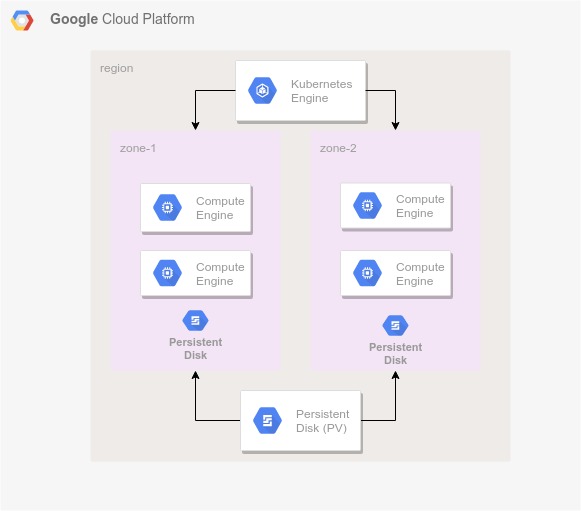 Google Cloud Platform
region
Kubernetes
Engine
zone-1
zone-2
Compute
Engine
Compute
Engine
Compute
Engine
Compute
Engine
Persistent
Disk
Persistent
Disk
Persistent
Disk (PV)